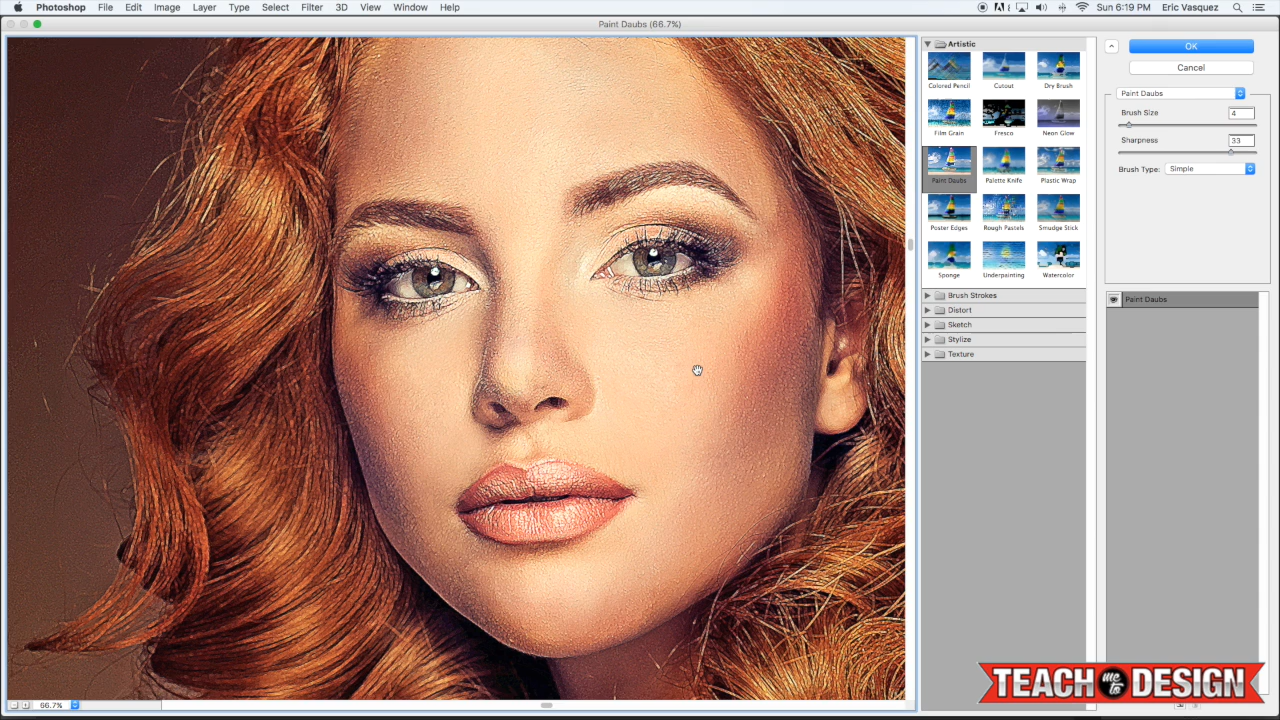 Photoshop File Edit Image Layer Type Select Filter 3D View Window Help Sun 6:19 PM Eric Vasquez
Paint Daubs (66.7%)
Artistic
Colored Pencil Cutout Dry Brush
Film Grain Fresco Neon Glow
Paint Daubs Palette Knife Plastic Wrap
Poster Edges Rough Pastels Smudge Stick
Sponge Underpainting Watercolor
Brush Strokes
Distort
Sketch
Stylize
Texture
OK
Cancel
Paint Daubs
Brush Size 4
Sharpness 33
Brush Type: Simple
Paint Daubs
66.7%
TEACH me to DESIGN